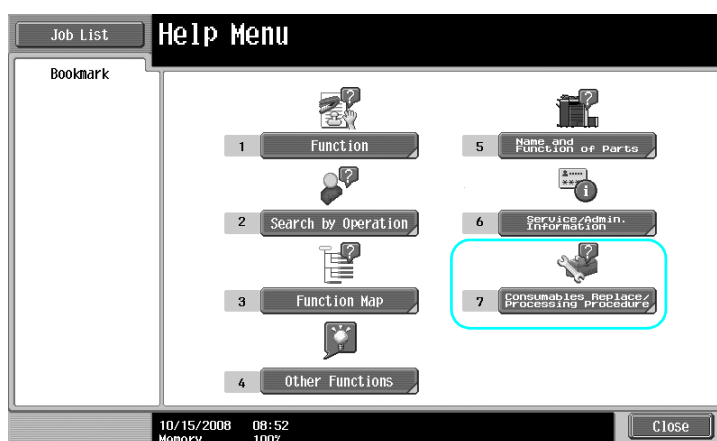 Job List
Help Menu
Bookmark
1 Function
2 Search by Operation
3 Function Map
4 Other Functions
5 Name and
Function of Parts
6 Service/Admin.
Information
7 Consumables Replace/
Processing Procedure
10/15/2008 08:52
Memory 100%
Close